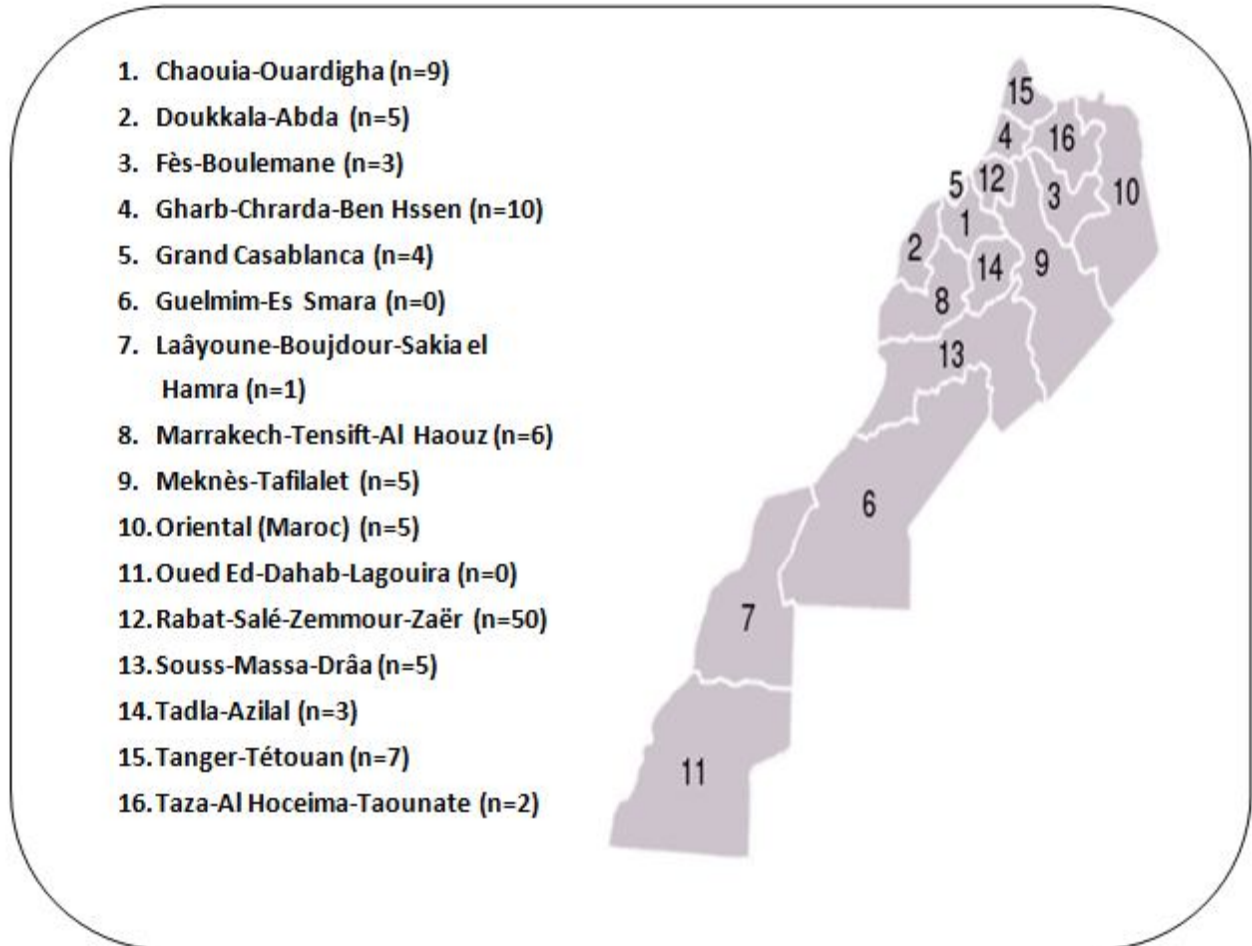 1. Chaouia-Ouardigha (n=9)
2. Doukkala-Abda (n=5)
3. Fès-Boulemane (n=3)
4. Gharb-Chrarda-Ben Hssen (n=10)
5. Grand Casablanca (n=4)
6. Guelmim-Es Smara (n=0)
7. Laâyoune-Boujdour-Sakia el
Hamra (n=1)
8. Marrakech-Tensift-Al Haouz (n=6)
9. Meknès-Tafilalet (n=5)
10. Oriental (Maroc) (n=5)
11. Oued Ed-Dahab-Lagouira (n=0)
12. Rabat-Salé-Zemmour-Zaër (n=50)
13. Souss-Massa-Drâa (n=5)
14. Tadla-Azilal (n=3)
15. Tanger-Tétouan (n=7)
16. Taza-Al Hoceima-Taounate (n=2)
15
4
16
5
12
3
10
1
2
14
9
8
13
6
7
11